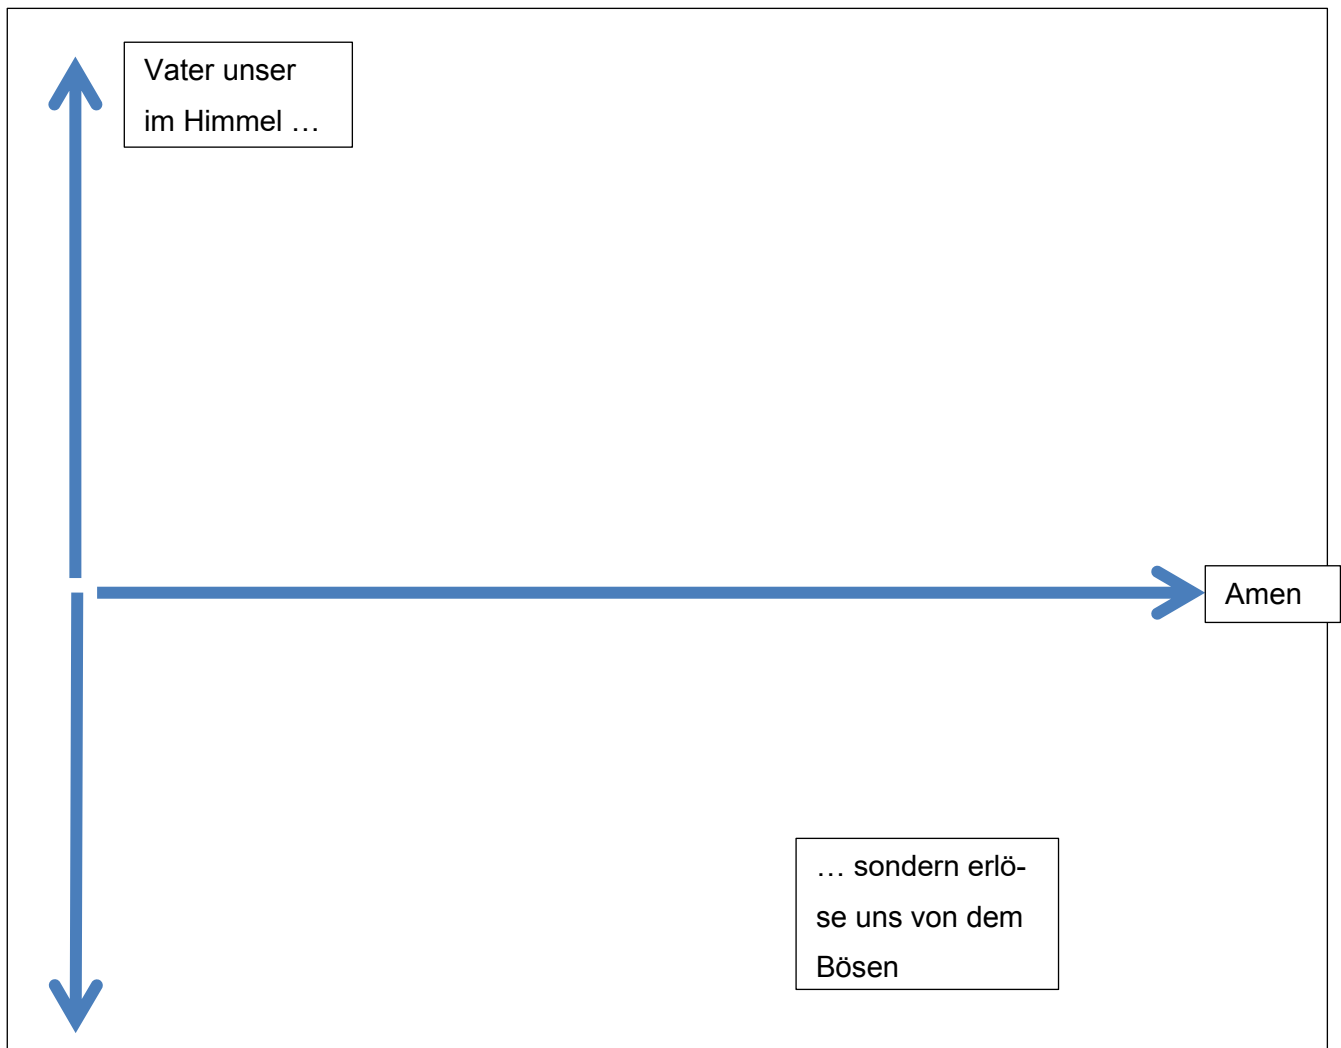 Vater unser
im Himmel …
Amen
… sondern erlö-
se uns von dem
Bösen